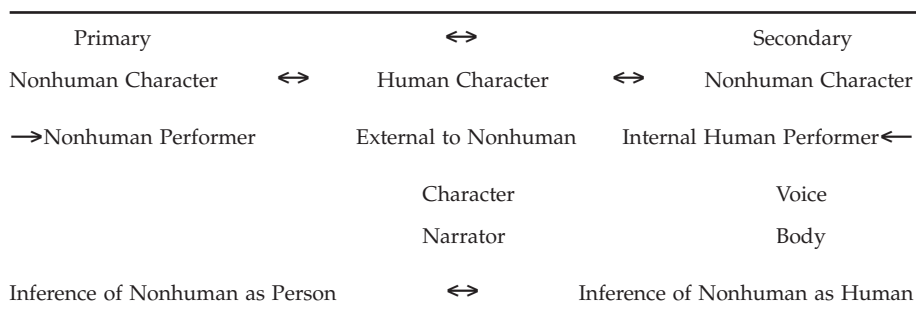 Primary ↔ Secondary
Nonhuman Character ↔ Human Character ↔ Nonhuman Character
→Nonhuman Performer External to Nonhuman Internal Human Performer←
Character Voice
Narrator Body
Inference of Nonhuman as Person ↔ Inference of Nonhuman as Human